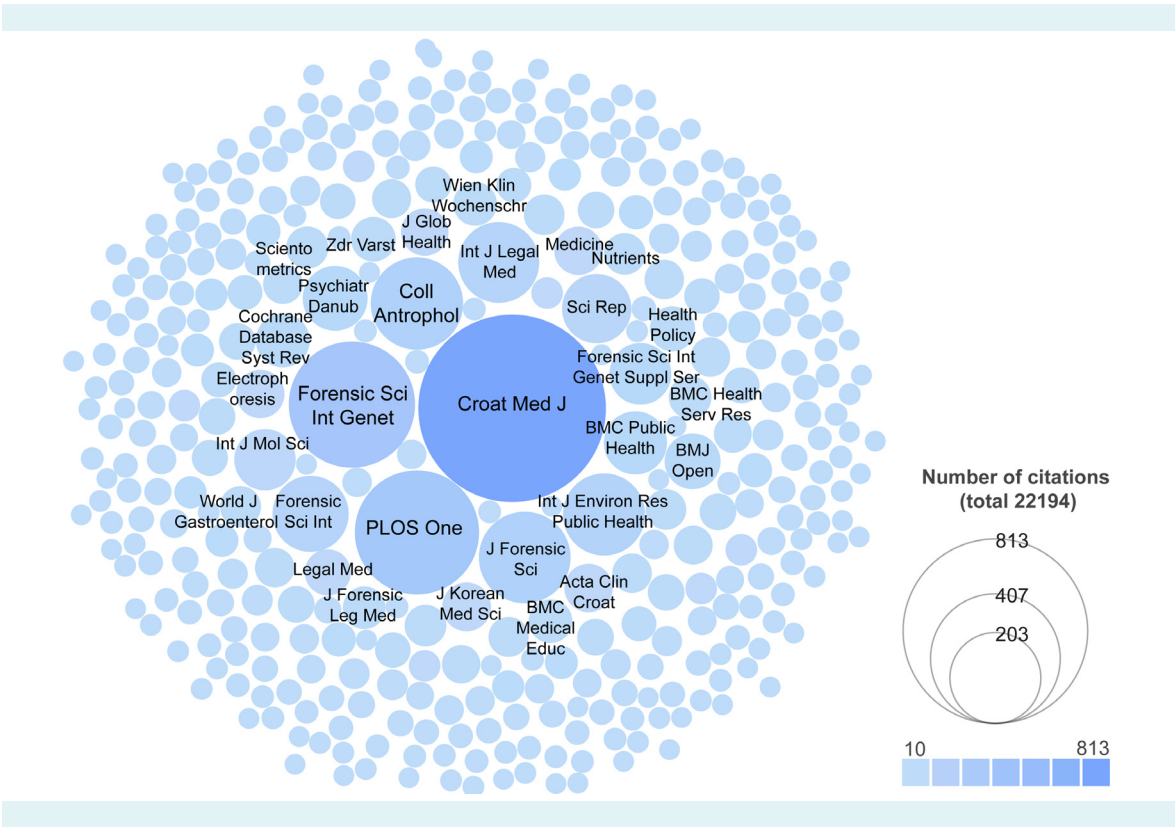 Wien Klin
Wochenschr
J Glob
Health
Int J Legal
Med
Medicine
Nutrients
Sciento
metrics
Zdr Varst
Psychiatr
Danub
Coll
Antrophol
Sci Rep
Health
Policy
Cochrane
Database
Syst Rev
Electroph
oresis
Forensic Sci
Int Genet
Croat Med J
Forensic Sci Int
Genet Suppl Ser
BMC Health
Serv Res
BMC Public
Health
BMJ
Open
Int J Mol Sci
World J
Gastroenterol
Forensic
Sci Int
PLOS One
Int J Environ Res
Public Health
J Forensic
Sci
Legal Med
J Forensic
Leg Med
J Korean
Med Sci
Acta Clin
Croat
BMC
Medical
Educ
Number of citations
(total 22194)
813
407
203
10 813